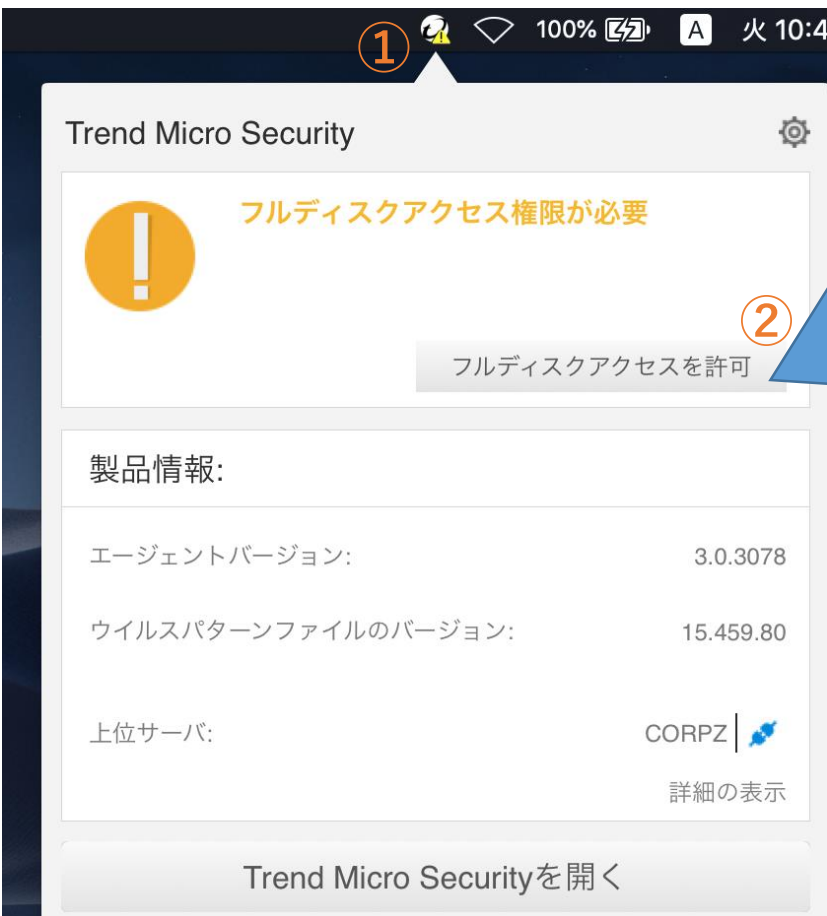 ① 100% A 火 10:4
Trend Micro Security
フルディスクアクセス権限が必要
②
フルディスクアクセスを許可
製品情報:
エージェントバージョン: 3.0.3078
ウイルスパターンファイルのバージョン: 15.459.80
上位サーバ: CORPZ
詳細の表示
Trend Micro Securityを開く